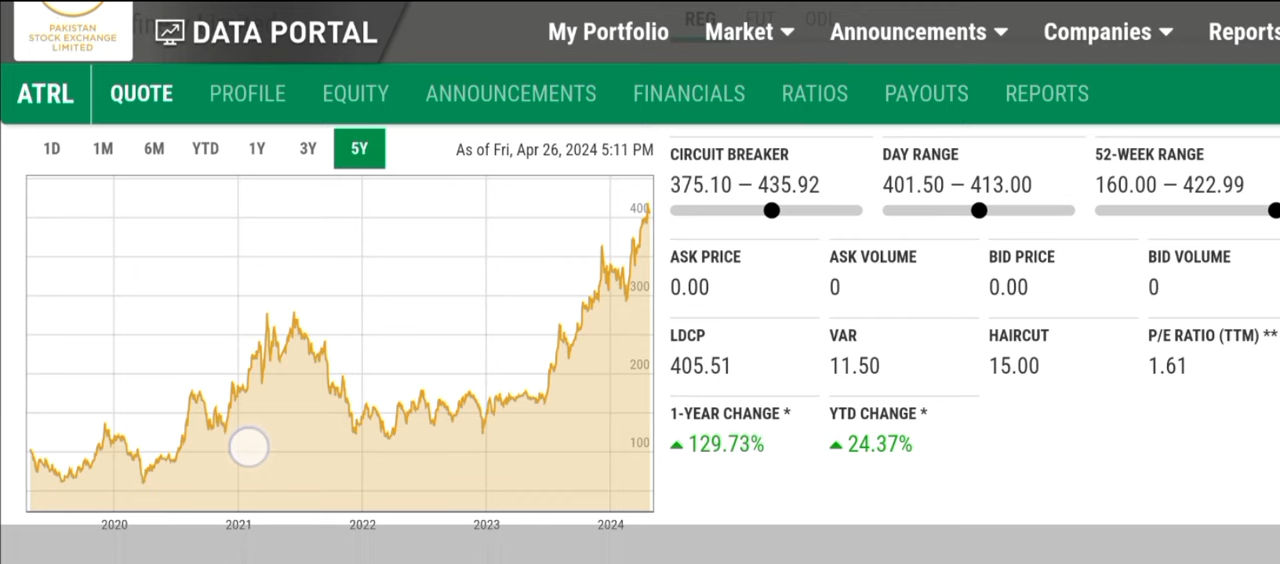 REG FUT ODL
PAKISTAN
STOCK EXCHANGE
LIMITED
DATA PORTAL
My Portfolio Market Announcements Companies Reports
ATRL QUOTE PROFILE EQUITY ANNOUNCEMENTS FINANCIALS RATIOS PAYOUTS REPORTS
1D 1M 6M YTD 1Y 3Y 5Y As of Fri, Apr 26, 2024 5:11 PM
400
300
200
100
2020 2021 2022 2023 2024
CIRCUIT BREAKER DAY RANGE 52-WEEK RANGE
375.10 — 435.92 401.50 — 413.00 160.00 — 422.99
ASK PRICE ASK VOLUME BID PRICE BID VOLUME
0.00 0 0.00 0
LDCP VAR HAIRCUT P/E RATIO (TTM) **
405.51 11.50 15.00 1.61
1-YEAR CHANGE * YTD CHANGE *
129.73% 24.37%